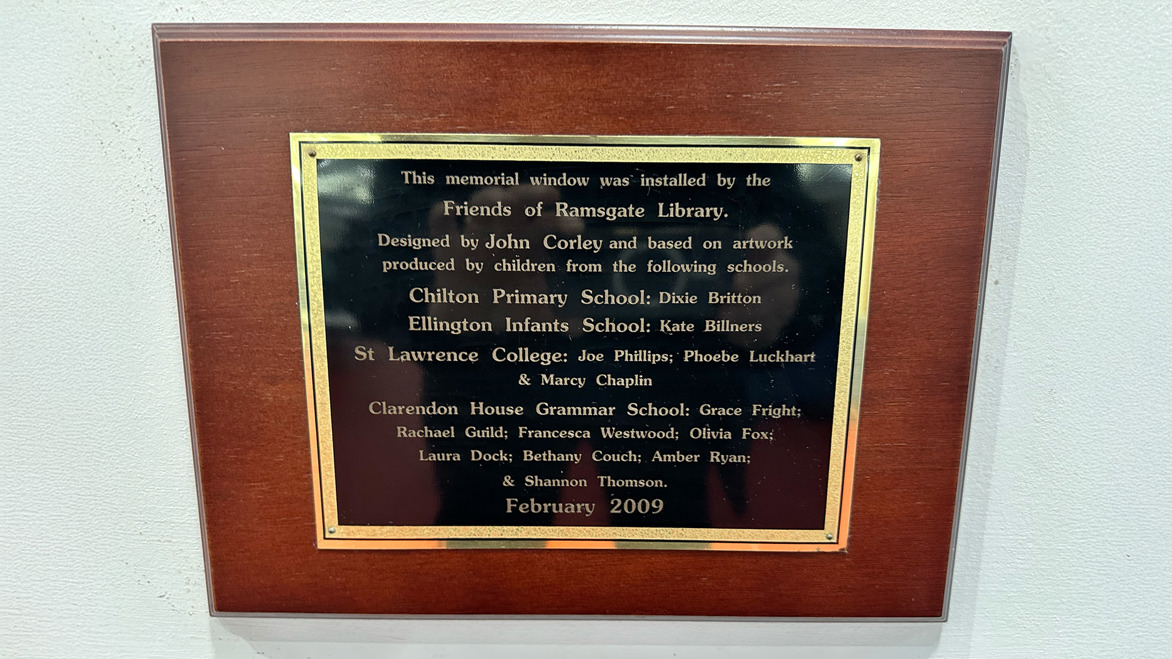 This memorial window was installed by the
Friends of Ramsgate Library.
Designed by John Corley and based on artwork
produced by children from the following schools.
Chilton Primary School: Dixie Britton
Ellington Infants School: Kate Billners
St Lawrence College: Joe Phillips; Phoebe Luckhart
& Marcy Chaplin
Clarendon House Grammar School: Grace Fright;
Rachael Guild; Francesca Westwood; Olivia Fox;
Laura Dock; Bethany Couch; Amber Ryan;
& Shannon Thomson.
February 2009